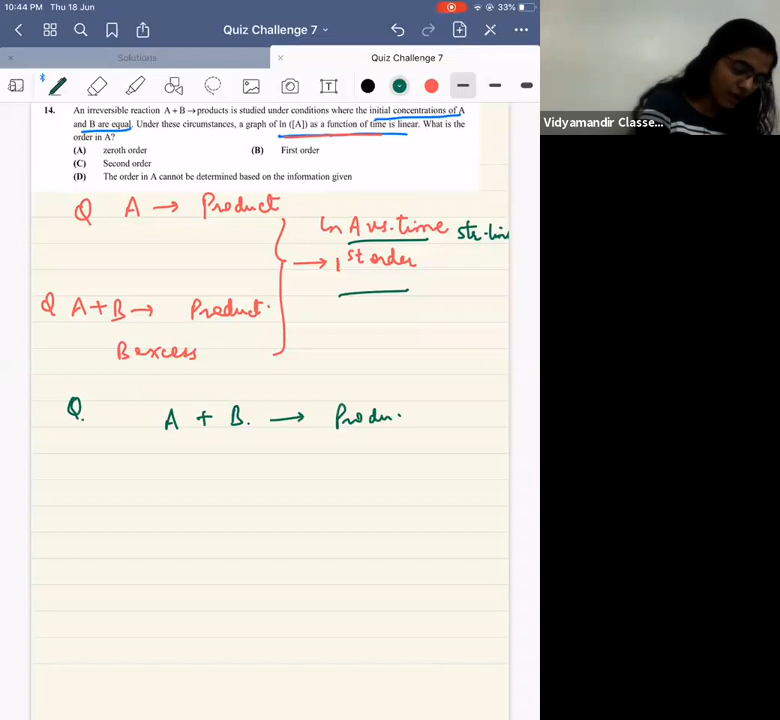 10:44 PM Thu 18 Jun
33%
Quiz Challenge 7
Solutions
Quiz Challenge 7
14. An irreversible reaction A + B → products is studied under conditions where the initial concentrations of A
and B are equal. Under these circumstances, a graph of ln ([A]) as a function of time is linear. What is the
order in A?
(A) zeroth order (B) First order
(C) Second order
(D) The order in A cannot be determined based on the information given
Q A → Product
ln A vs. time
→ 1st order
Q A + B → Product.
B excess
Q. A + B. → Produ.
Vidyamandir Classe...